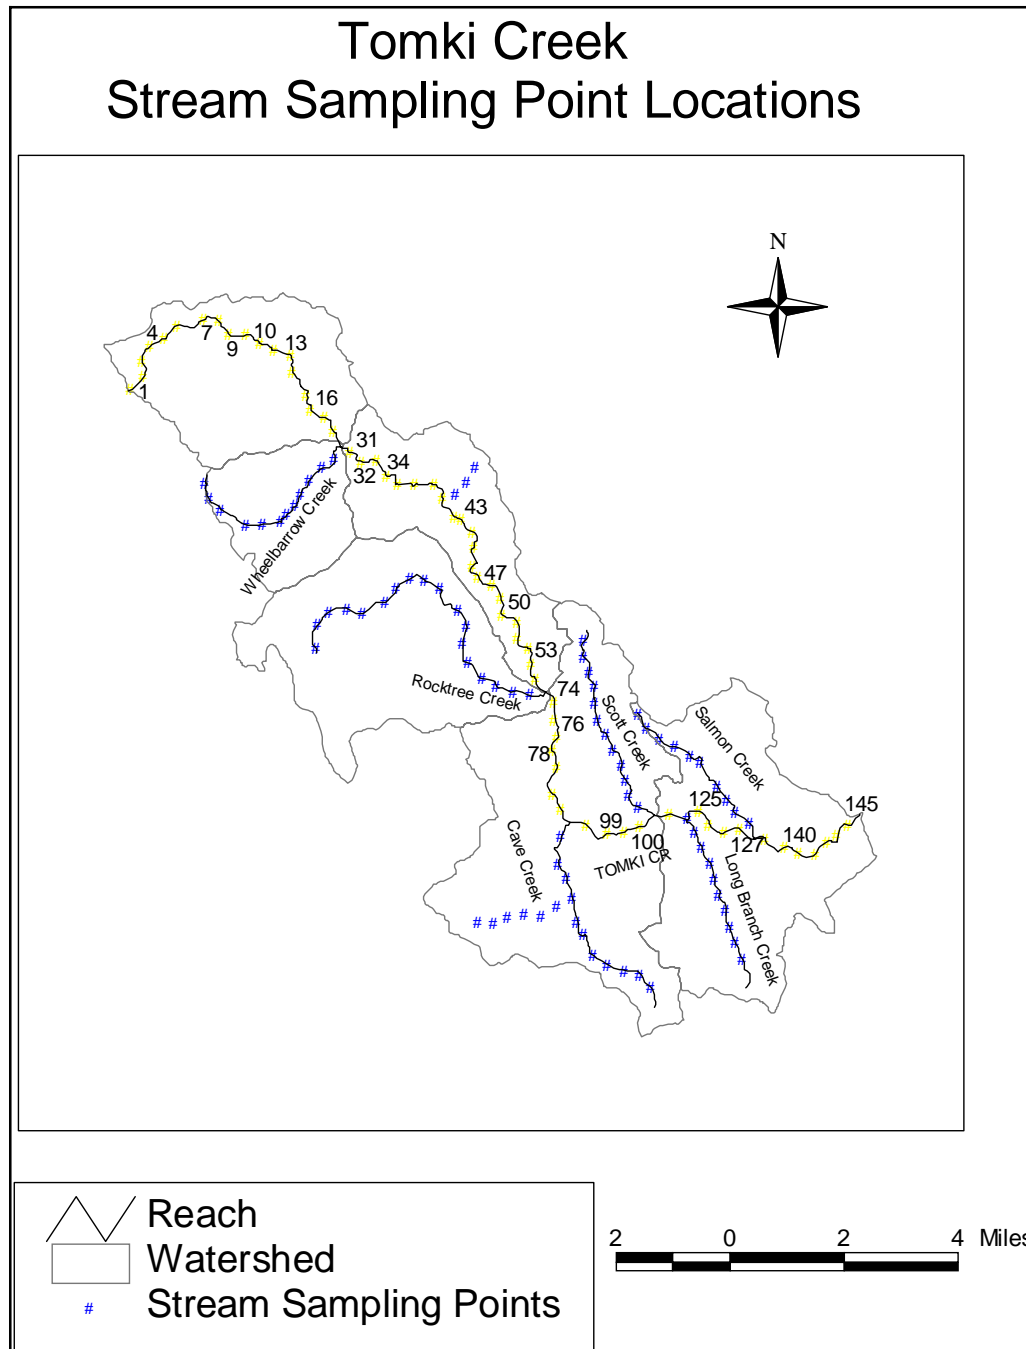 Tomki Creek
Stream Sampling Point Locations
N
4
7
10
9
13
1
16
31
32
34
43
Wheelbarrow Creek
47
50
53
Rocktree Creek
74
76
78
Scott Creek
Salmon Creek
125
145
99
100
127
140
TOMKI CR
Cave Creek
Long Branch Creek
Reach
Watershed
# Stream Sampling Points
2 0 2 4 Miles